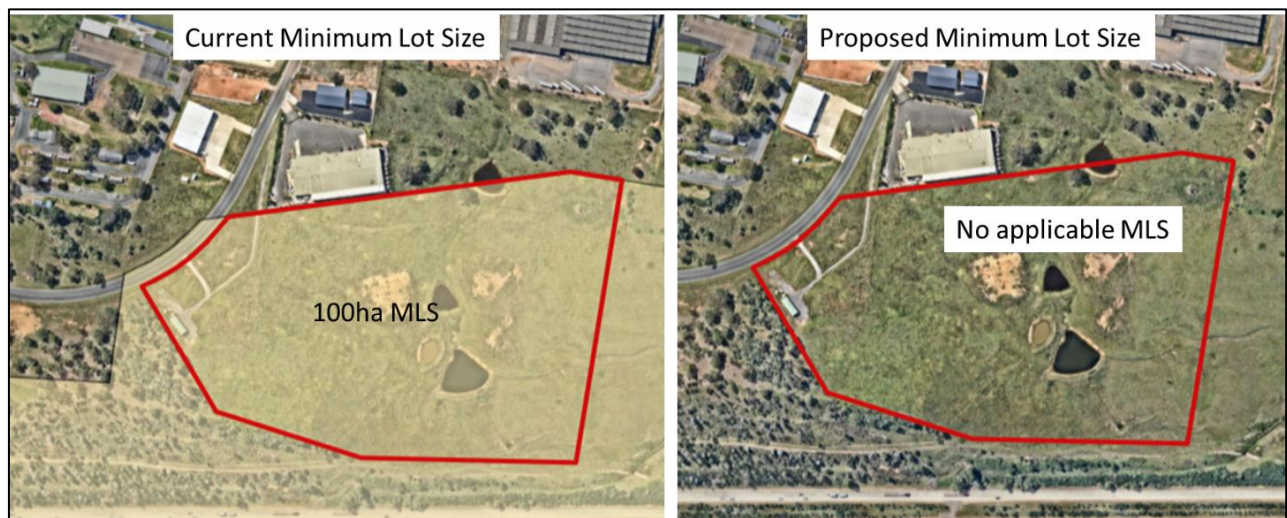 Current Minimum Lot Size
Proposed Minimum Lot Size
100ha MLS
No applicable MLS